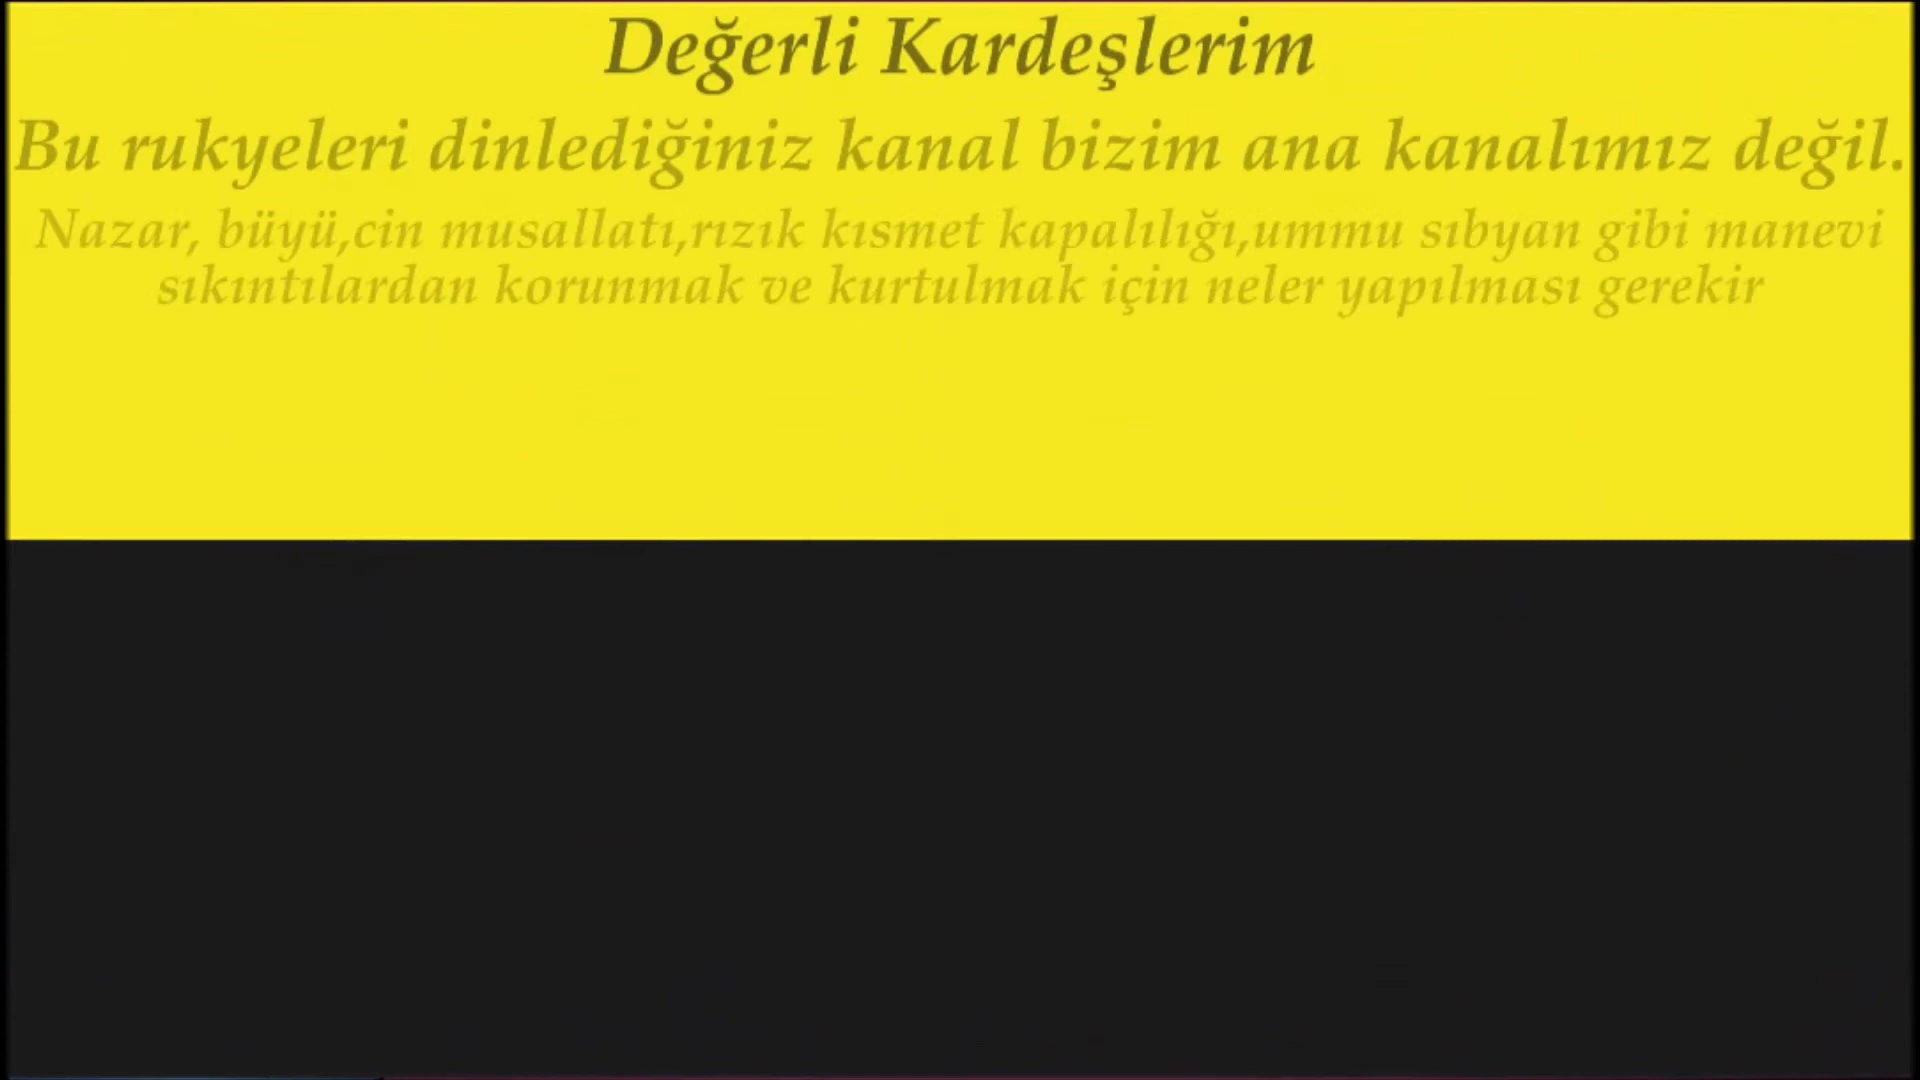 Değerli Kardeşlerim
Bu rukyeleri dinlediğiniz kanal bizim ana kanalımız değil.
Nazar, büyü,cin musallatı,rızık kısmet kapalılığı,ummu sıbyan gibi manevi
sıkıntılardan korunmak ve kurtulmak için neler yapılması gerekir